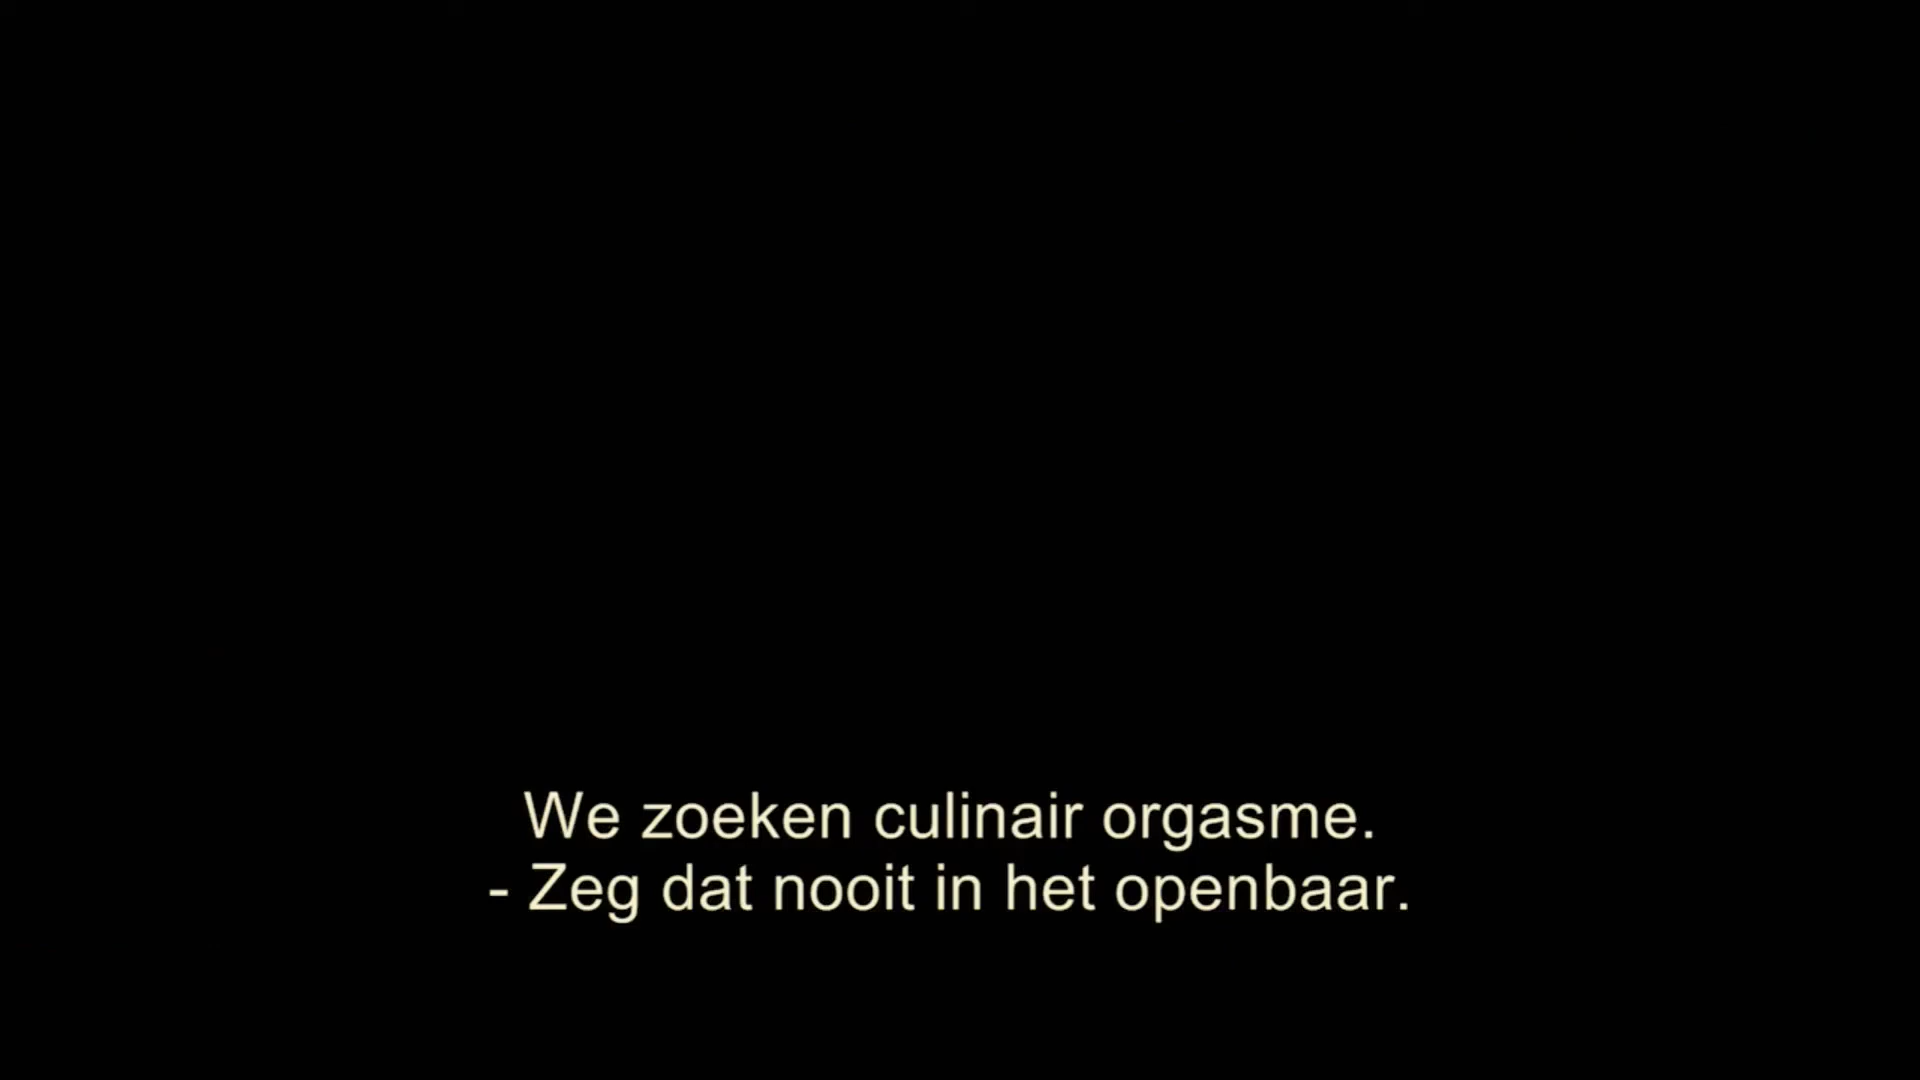 We zoeken culinair orgasme.
- Zeg dat nooit in het openbaar.